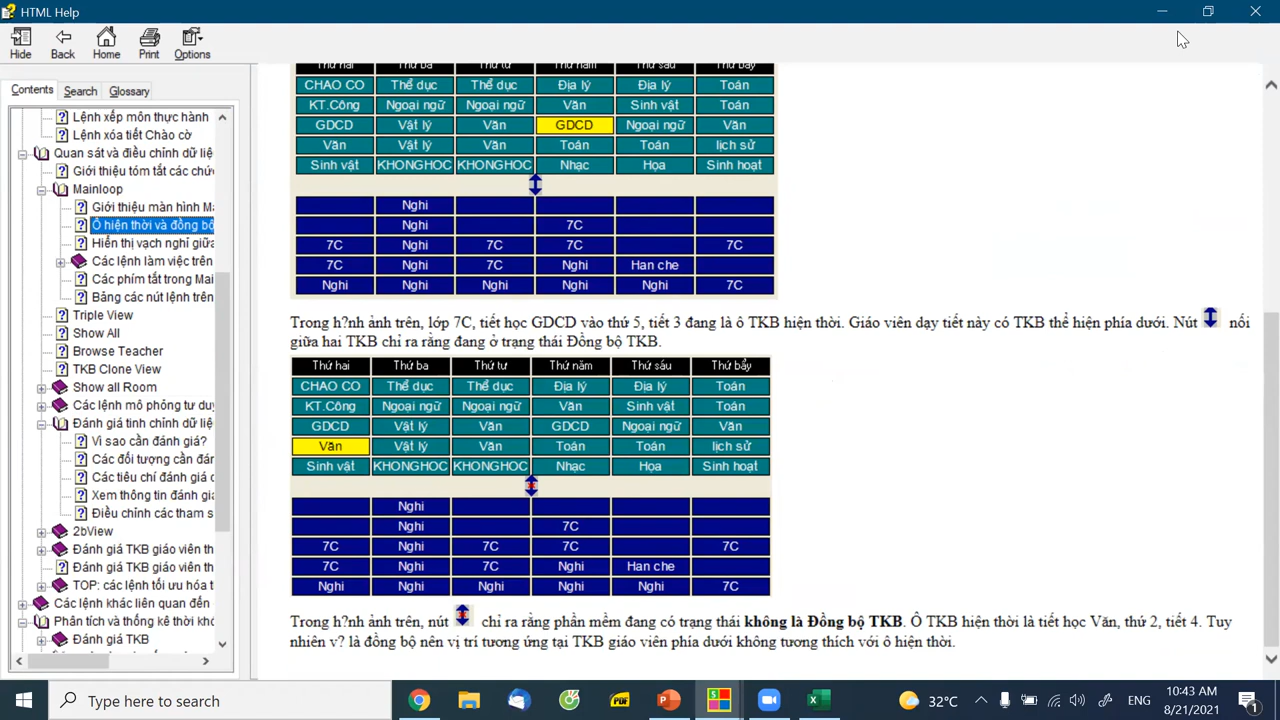 HTML Help
Hide Back Home Print Options
Contents Search Glossary
Lệnh xếp môn thực hành
Lệnh xóa tiết Chào cờ
Quan sát và điều chỉnh dữ liệ
Giới thiệu tóm tắt các chức
Mainloop
Giới thiệu màn hình Ma
Ô hiện thời và đồng bộ
Hiển thị vạch nghỉ giữa
Các lệnh làm việc trên
Các phím tắt trong Mai
Bảng các nút lệnh trên
Triple View
Show All
Browse Teacher
TKB Clone View
Show all Room
Các lệnh mô phỏng tư duy
Đánh giá tinh chỉnh dữ liệ
Vì sao cần đánh giá?
Các đối tượng cần đán
Các tiêu chí đánh giá c
Xem thông tin đánh giá
Điều chỉnh các tham s
2bView
Đánh giá TKB giáo viên th
Đánh giá TKB giáo viên th
TOP: các lệnh tối ưu hóa t
Các lệnh khác liên quan đến
Phân tích và thống kê thời khó
Đánh giá TKB
Thứ hai Thứ ba Thứ tư Thứ năm Thứ sáu Thứ bảy
CHAO CO Thể dục Thể dục Địa lý Địa lý Toán
KT.Công Ngoại ngữ Ngoại ngữ Văn Sinh vật Toán
GDCD Vật lý Văn GDCD Ngoại ngữ Văn
Văn Vật lý Văn Toán Toán lịch sử
Sinh vật KHONGHOC KHONGHOC Nhạc Họa Sinh hoạt
Nghi
Nghi 7C
7C Nghi 7C 7C 7C
7C Nghi 7C Nghi Han che
Nghi Nghi Nghi Nghi Nghi 7C
Trong h?nh ảnh trên, lớp 7C, tiết học GDCD vào thứ 5, tiết 3 đang là ô TKB hiện thời. Giáo viên dạy tiết này có TKB thể hiện phía dưới. Nút nối
giữa hai TKB chỉ ra rằng đang ở trạng thái Đồng bộ TKB.
Thứ hai Thứ ba Thứ tư Thứ năm Thứ sáu Thứ bảy
CHAO CO Thể dục Thể dục Địa lý Địa lý Toán
KT.Công Ngoại ngữ Ngoại ngữ Văn Sinh vật Toán
GDCD Vật lý Văn GDCD Ngoại ngữ Văn
Văn Vật lý Văn Toán Toán lịch sử
Sinh vật KHONGHOC KHONGHOC Nhạc Họa Sinh hoạt
Nghi
Nghi 7C
7C Nghi 7C 7C 7C
7C Nghi 7C Nghi Han che
Nghi Nghi Nghi Nghi Nghi 7C
Trong h?nh ảnh trên, nút chỉ ra rằng phần mềm đang có trạng thái không là Đồng bộ TKB. Ô TKB hiện thời là tiết học Văn, thứ 2, tiết 4. Tuy
nhiên v? là đồng bộ nên vị trí tương ứng tại TKB giáo viên phía dưới không tương thích với ô hiện thời.
Type here to search
PDF
32°C
ENG
10:43 AM
8/21/2021
1